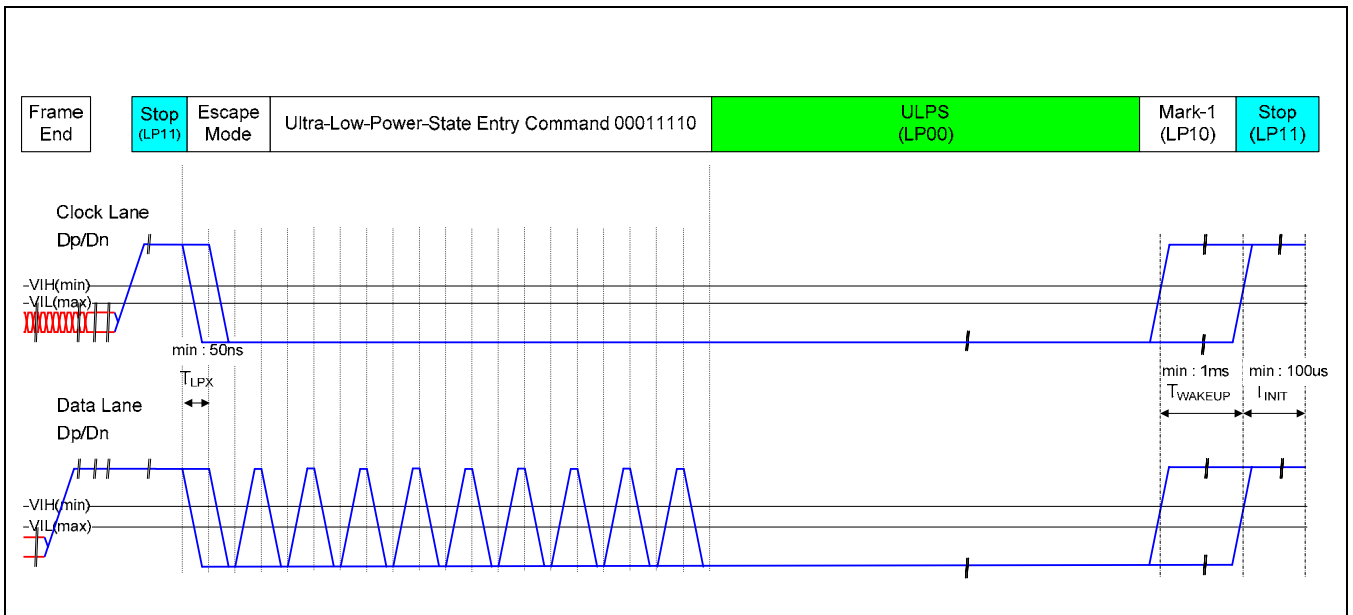 Frame
End
Stop
(LP11)
Escape
Mode
Ultra-Low-Power-State Entry Command 00011110
ULPS
(LP00)
Mark-1
(LP10)
Stop
(LP11)
Clock Lane
Dp/Dn
VIH(min)
VIL(max)
min : 50ns
TLPX
min : 1ms
TWAKEUP
min : 100us
IINIT
Data Lane
Dp/Dn
VIH(min)
VIL(max)